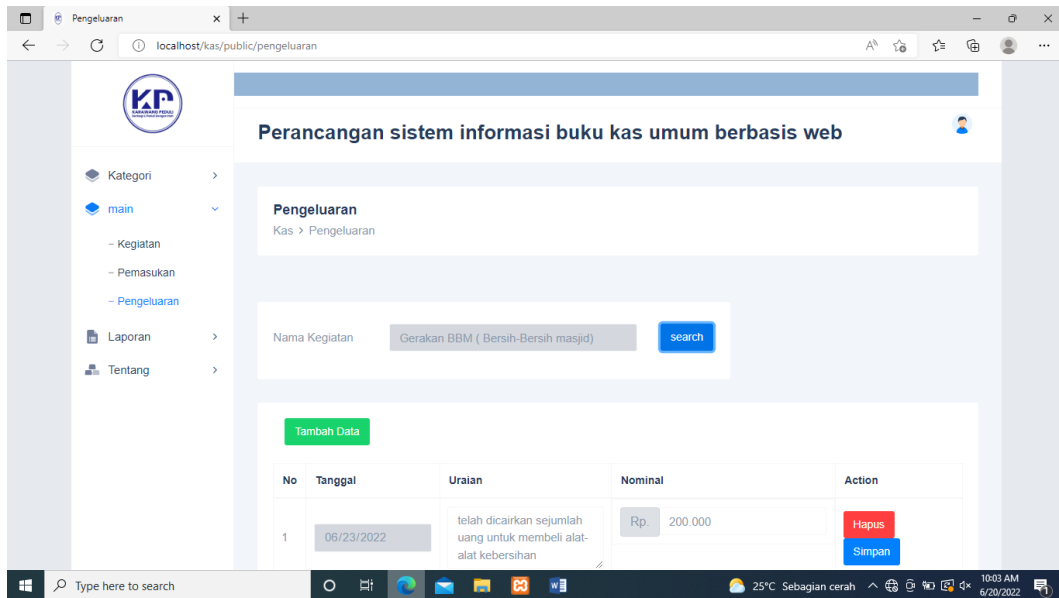 Pengeluaran
localhost/kas/public/pengeluaran
KP
KARAWANG PEDULI
Perancangan sistem informasi buku kas umum berbasis web
Kategori
main
- Kegiatan
- Pemasukan
- Pengeluaran
Laporan
Tentang
Pengeluaran
Kas > Pengeluaran
Nama Kegiatan Gerakan BBM ( Bersih-Bersih masjid) search
Tambah Data
No Tanggal Uraian Nominal Action
1 06/23/2022 telah dicairkan sejumlah Rp. 200.000 Hapus
uang untuk membeli alat-
alat kebersihan Simpan
Type here to search 25°C Sebagian cerah 10:03 AM
6/20/2022